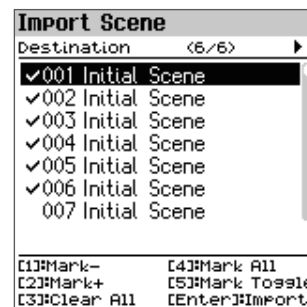 Import Scene
Destination <6/6>
✓001 Initial Scene
✓002 Initial Scene
✓003 Initial Scene
✓004 Initial Scene
✓005 Initial Scene
✓006 Initial Scene
007 Initial Scene
[1]:Mark- [4]:Mark All
[2]:Mark+ [5]:Mark Toggle
[3]:Clear All [Enter]:Import